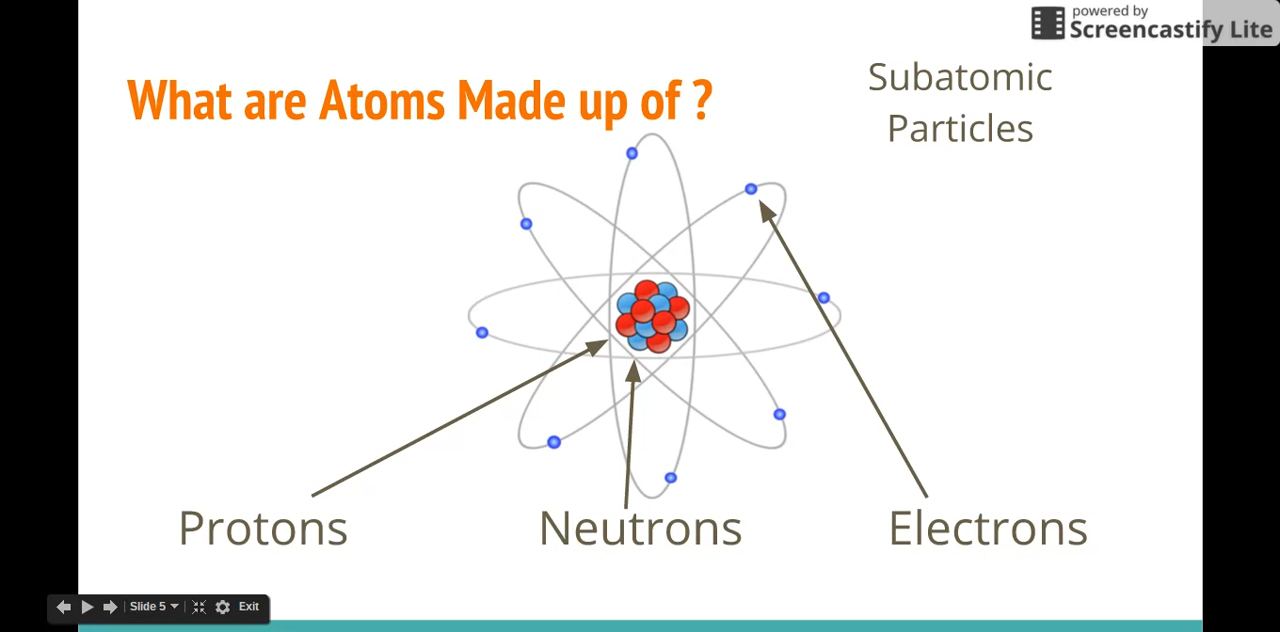 powered by
Screencastify Lite
What are Atoms Made up of ?
Subatomic
Particles
Protons
Neutrons
Electrons
Slide 5
Exit